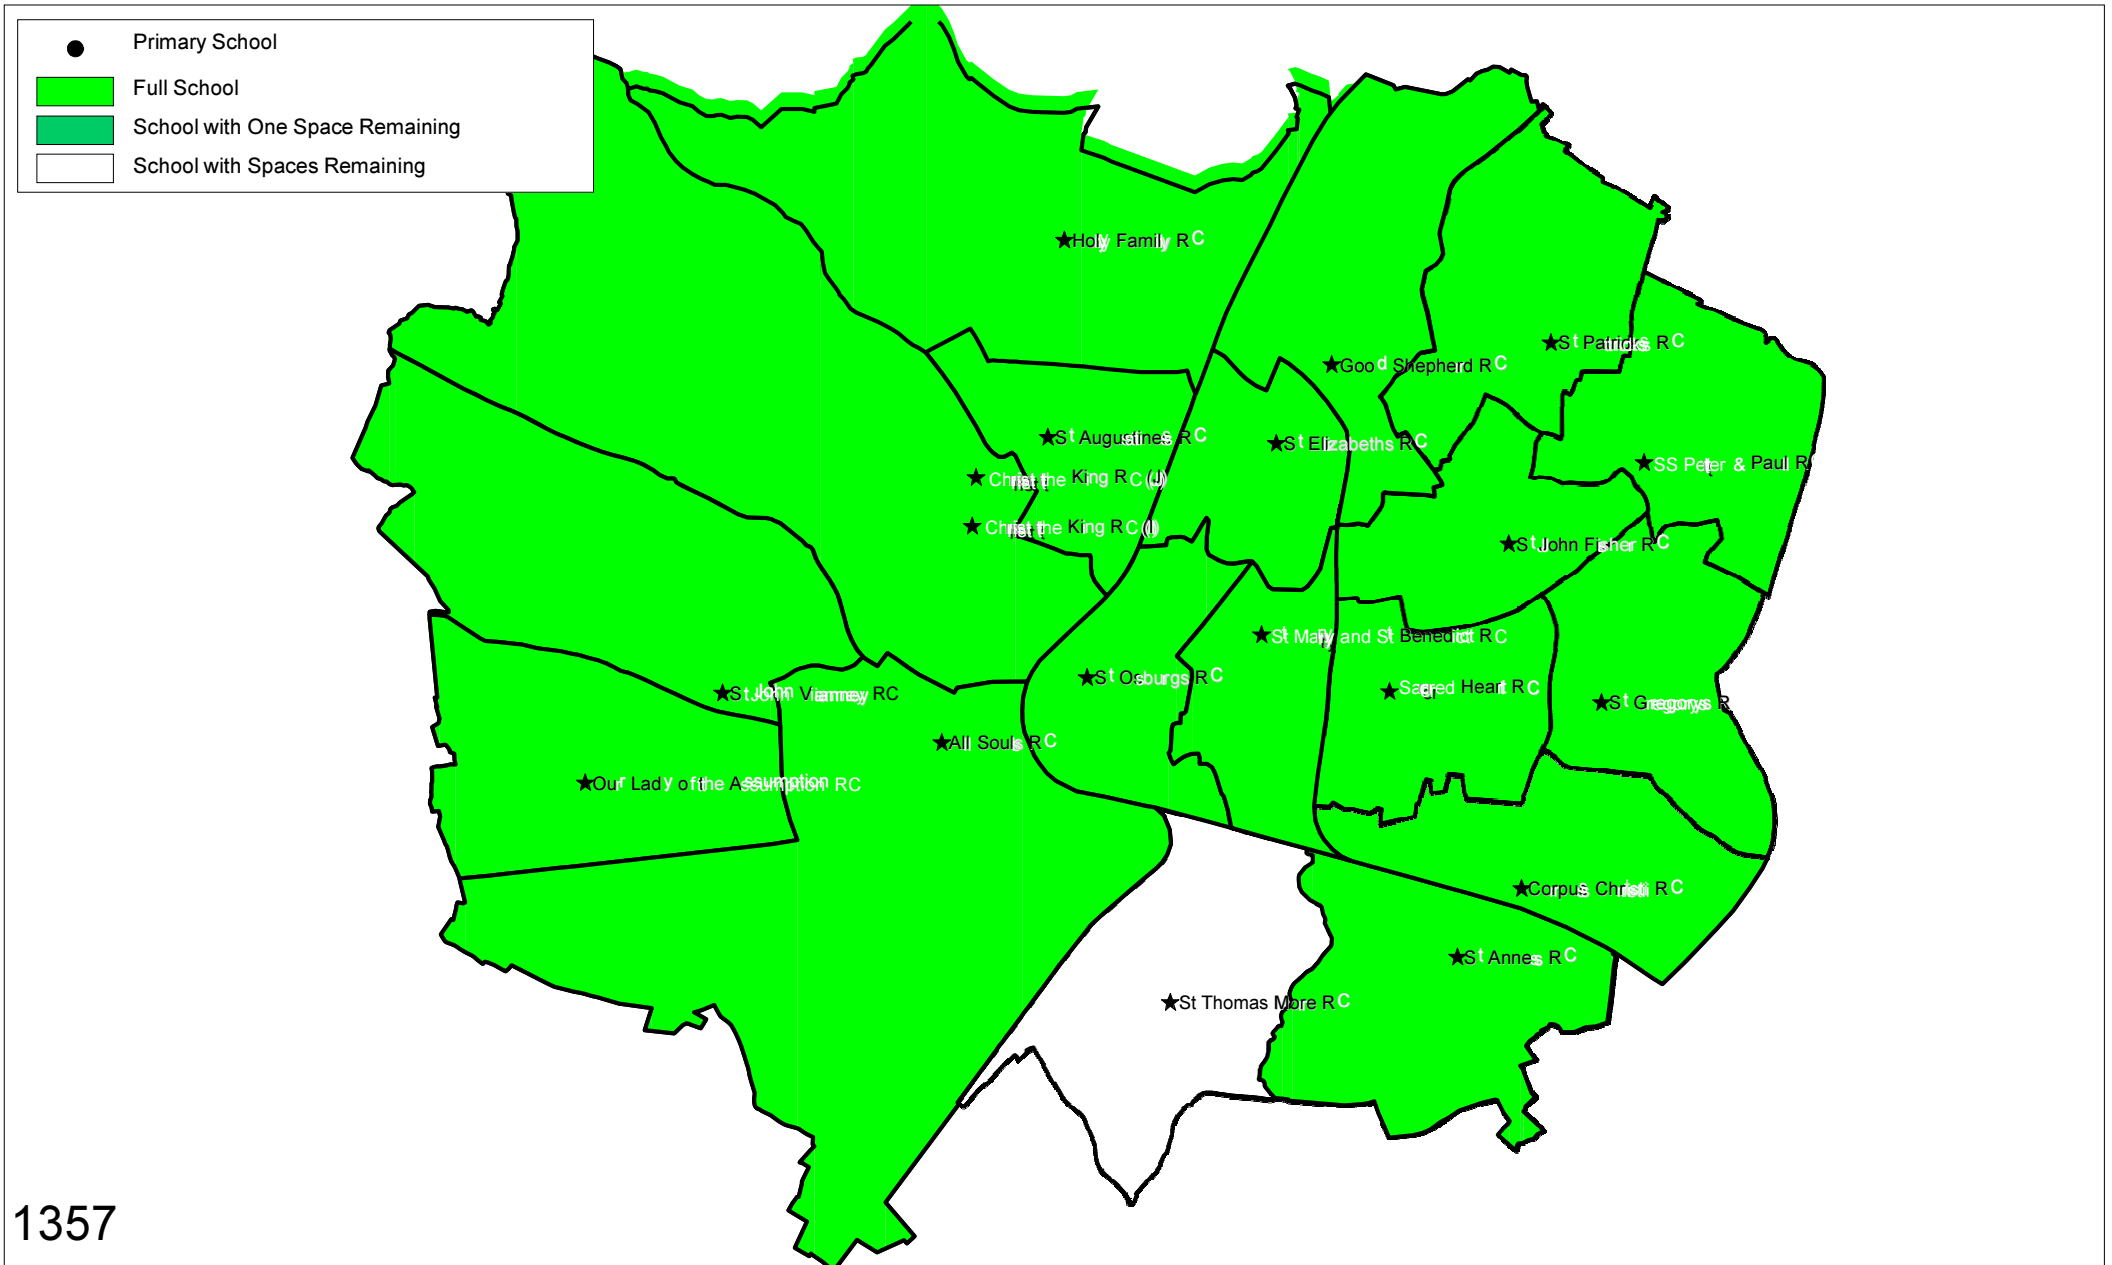 Primary School
Full School
School with One Space Remaining
School with Spaces Remaining
Holy Family RC
St Patricks RC
Good Shepherd RC
St Augustines RC
St Elizabeths RC
SS Peter & Paul RC
Christ the King RC (J)
Christ the King RC (I)
St John Fisher RC
St Mary and St Benedict RC
St Osburgs RC
Sacred Heart RC
St John Vianney RC
St Gregorys R
All Souls RC
Our Lady of the Assumption RC
Corpus Christi RC
St Annes RC
St Thomas More RC
1357